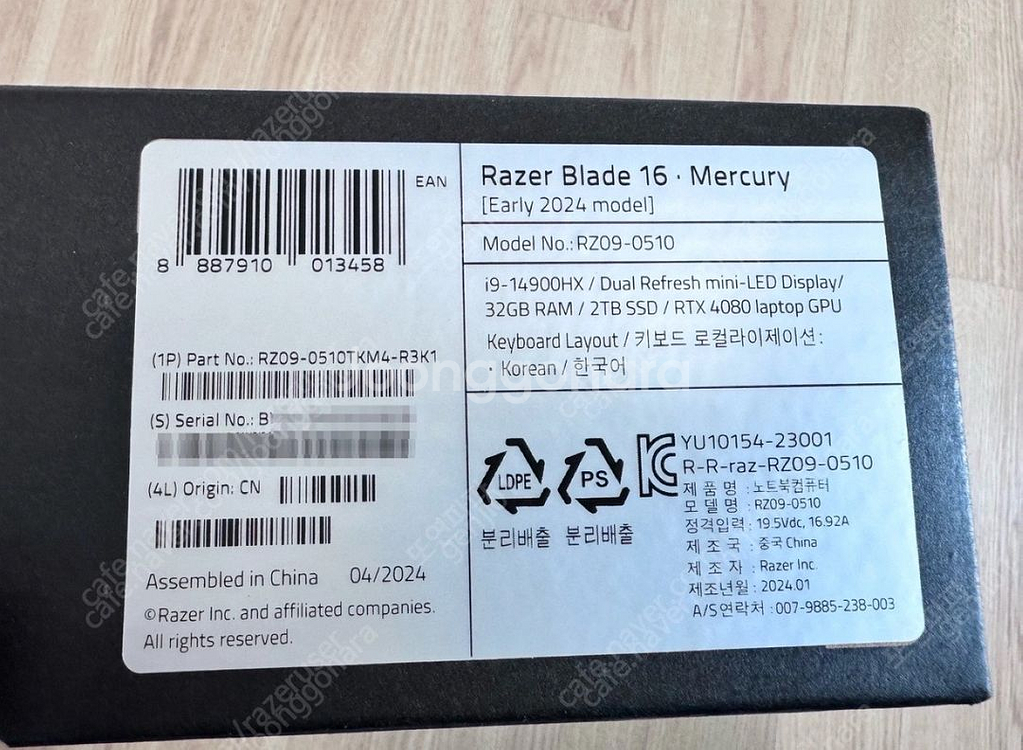 EAN
8 887910 013458
(1P) Part No.: RZ09-0510TKM4-R3K1
(S) Serial No.: B
(4L) Origin: CN
Assembled in China 04/2024
©Razer Inc. and affiliated companies.
All rights reserved.
Razer Blade 16 · Mercury
[Early 2024 model]
Model No.: RZ09-0510
i9-14900HX / Dual Refresh mini-LED Display/
32GB RAM / 2TB SSD / RTX 4080 laptop GPU
Keyboard Layout / 키보드 로컬라이제이션:
· Korean / 한국어
LDPE
분리배출
PS
분리배출
YU10154-23001
R-R-raz-RZ09-0510
제 품 명 : 노트북컴퓨터
모 델 명 : RZ09-0510
정격입력 : 19.5Vdc, 16.92A
제 조 국 : 중국 China
제 조 자 : Razer Inc.
제조년월 : 2024.01
A/S연락처 : 007-9885-238-003
joonggonara